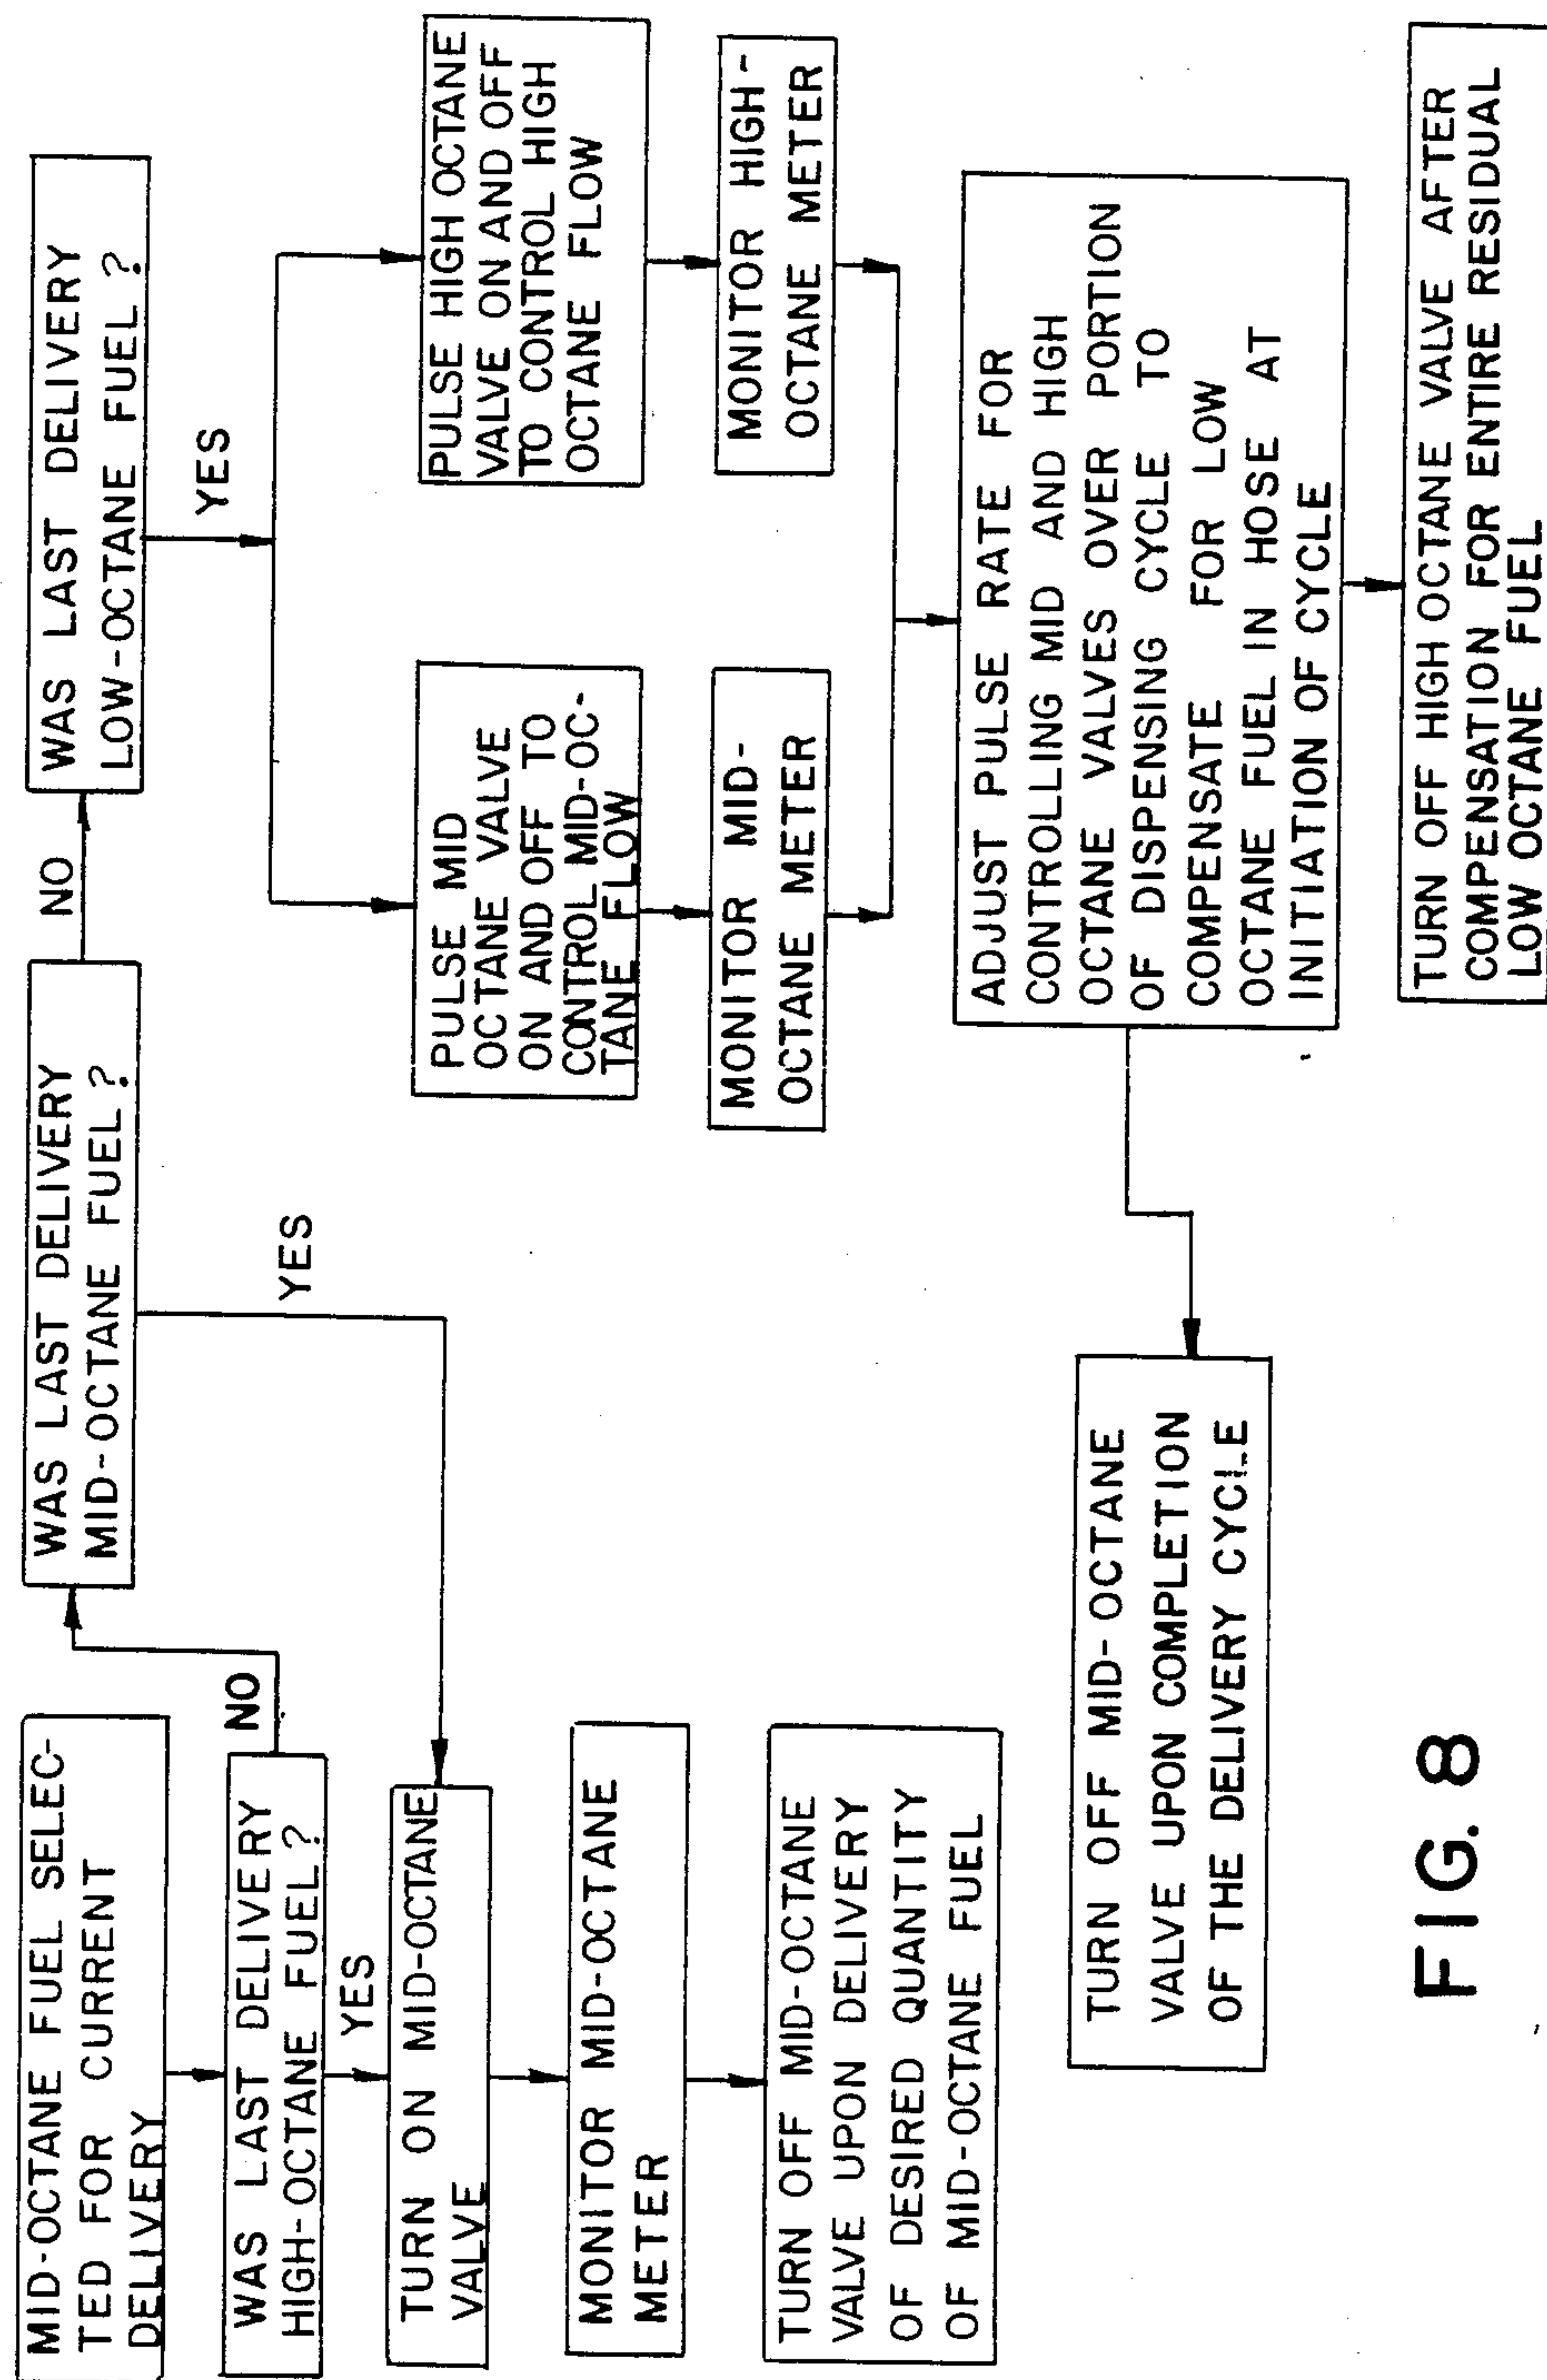 MID-OCTANE FUEL SELEC-
TED FOR CURRENT
DELIVERY
WAS LAST DELIVERY
HIGH-OCTANE FUEL?
NO
YES
TURN ON MID-OCTANE
VALVE
MONITOR MID-OCTANE
METER
TURN OFF MID-OCTANE
VALVE UPON DELIVERY
OF DESIRED QUANTITY
OF MID-OCTANE FUEL
WAS LAST DELIVERY
MID-OCTANE FUEL?
NO
YES
WAS LAST DELIVERY
LOW-OCTANE FUEL?
YES
PULSE MID
OCTANE VALVE
ON AND OFF TO
CONTROL MID-OC-
TANE FLOW
MONITOR MID-
OCTANE METER
PULSE HIGH OCTANE
VALVE ON AND OFF
TO CONTROL HIGH
OCTANE FLOW
MONITOR HIGH-
OCTANE METER
ADJUST PULSE RATE FOR
CONTROLLING MID AND HIGH
OCTANE VALVES OVER PORTION
OF DISPENSING CYCLE TO
COMPENSATE FOR LOW
OCTANE FUEL IN HOSE AT
INITIATION OF CYCLE
TURN OFF MID-OCTANE
VALVE UPON COMPLETION
OF THE DELIVERY CYCLE
TURN OFF HIGH OCTANE VALVE AFTER
COMPENSATION FOR ENTIRE RESIDUAL
LOW OCTANE FUEL
FIG. 8